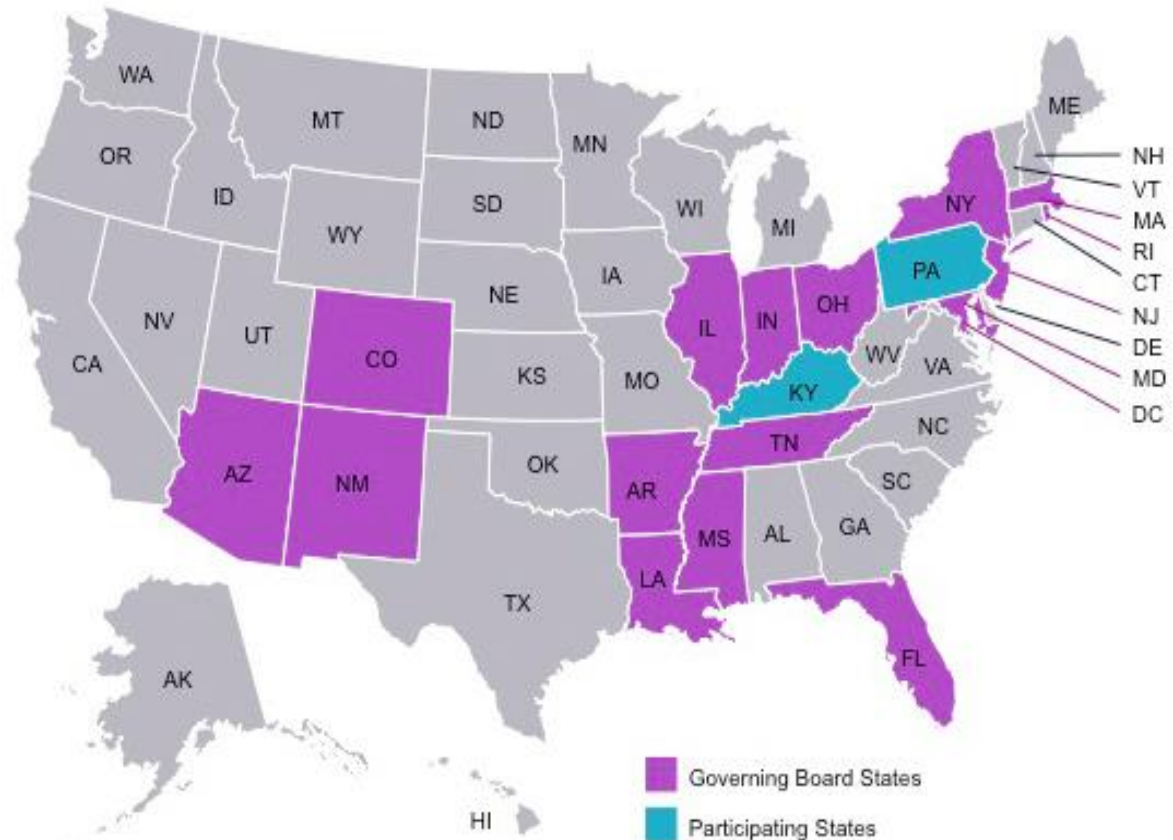 WA
MT
ND
MN
ME
OR
ID
SD
WI
MI
NY
NH
VT
MA
RI
CT
NJ
DE
MD
DC
WY
IA
PA
NE
NV
UT
CO
IL
IN
OH
WV
VA
CA
KS
MO
KY
NC
TN
AZ
NM
OK
AR
SC
MS
AL
GA
LA
TX
FL
AK
HI
Governing Board States
Participating States